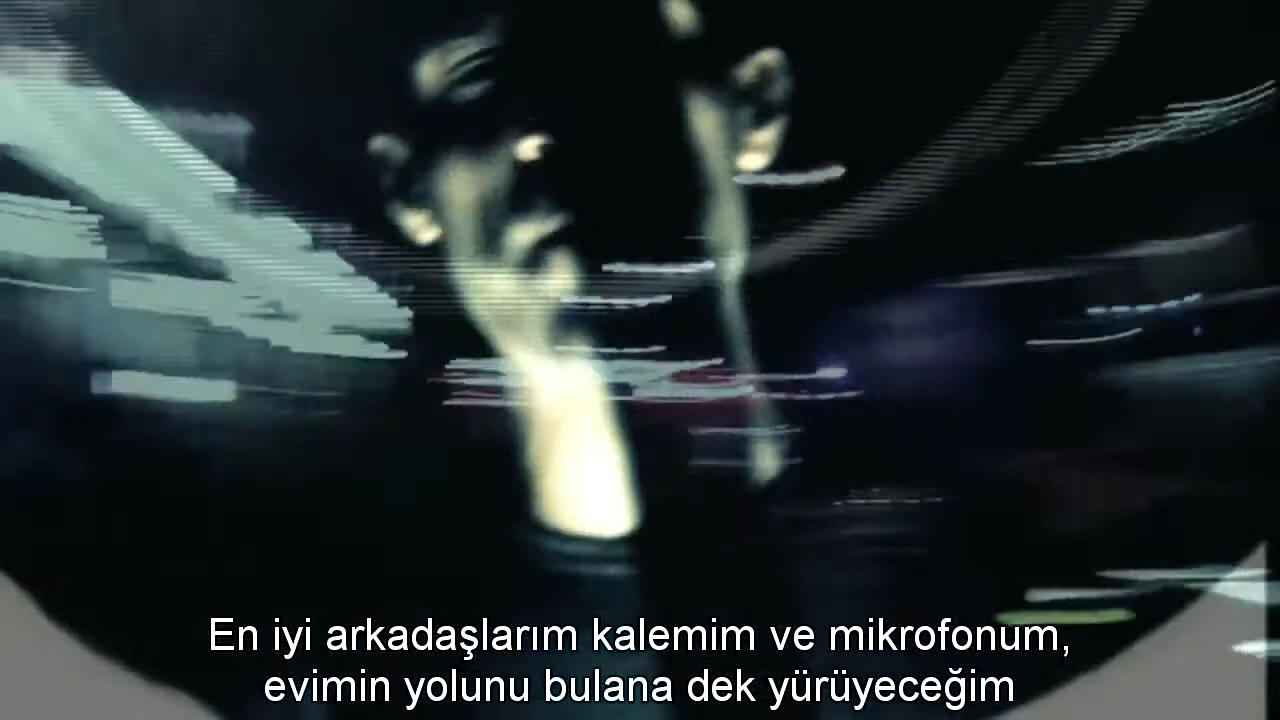 En iyi arkadaşlarım kalemim ve mikrofonum,
evimin yolunu bulana dek yürüyeceğim